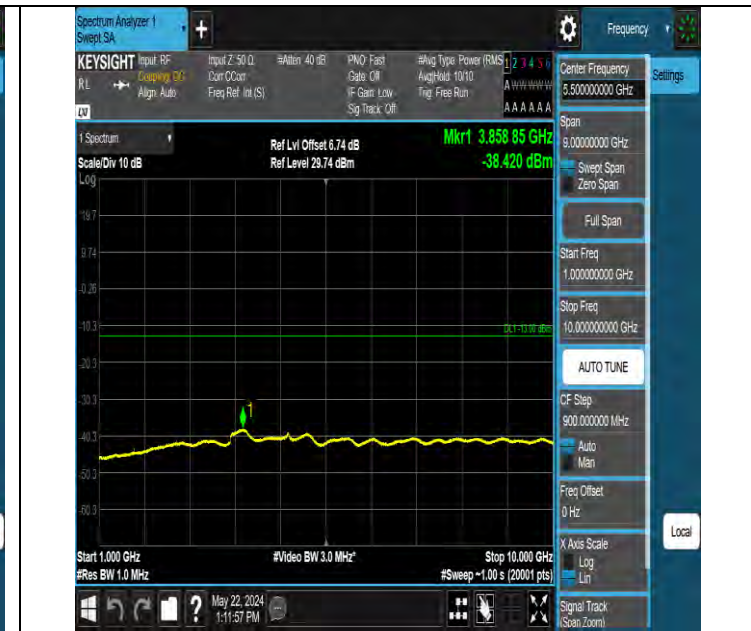 Spectrum Analyzer 1
Swept SA
+
Frequency
KEYSIGHT
RL
Input: RF
Coupling: DC
Align: Auto
Input Z: 50 Ω
Corr CCorr
Freq Ref: Int (S)
#Atten: 40 dB
PNO: Fast
Gate: Off
IF Gain: Low
Sig Track: Off
#Avg Type: Power (RMS
Avg|Hold: 10/10
Trig: Free Run
1 2 3 4 5 6
A W W W W W
A A A A A A
Center Frequency
5.500000000 GHz
Settings
Span
9.00000000 GHz
Swept Span
Zero Span
Full Span
Start Freq
1.000000000 GHz
Stop Freq
10.000000000 GHz
AUTO TUNE
CF Step
900.000000 MHz
Auto
Man
Freq Offset
0 Hz
X Axis Scale
Log
Lin
Signal Track
(Span Zoom)
Local
1 Spectrum
Scale/Div 10 dB
Log
Ref Lvl Offset 6.74 dB
Ref Level 29.74 dBm
Mkr1 3.858 85 GHz
-38.420 dBm
19.7
9.74
-0.26
-10.3
DL1 -13.00 dBm
-20.3
-30.3
1
-40.3
-50.3
-60.3
Start 1.000 GHz
#Res BW 1.0 MHz
#Video BW 3.0 MHz*
Stop 10.000 GHz
#Sweep ~1.00 s (20001 pts)
?
May 22, 2024
1:11:57 PM